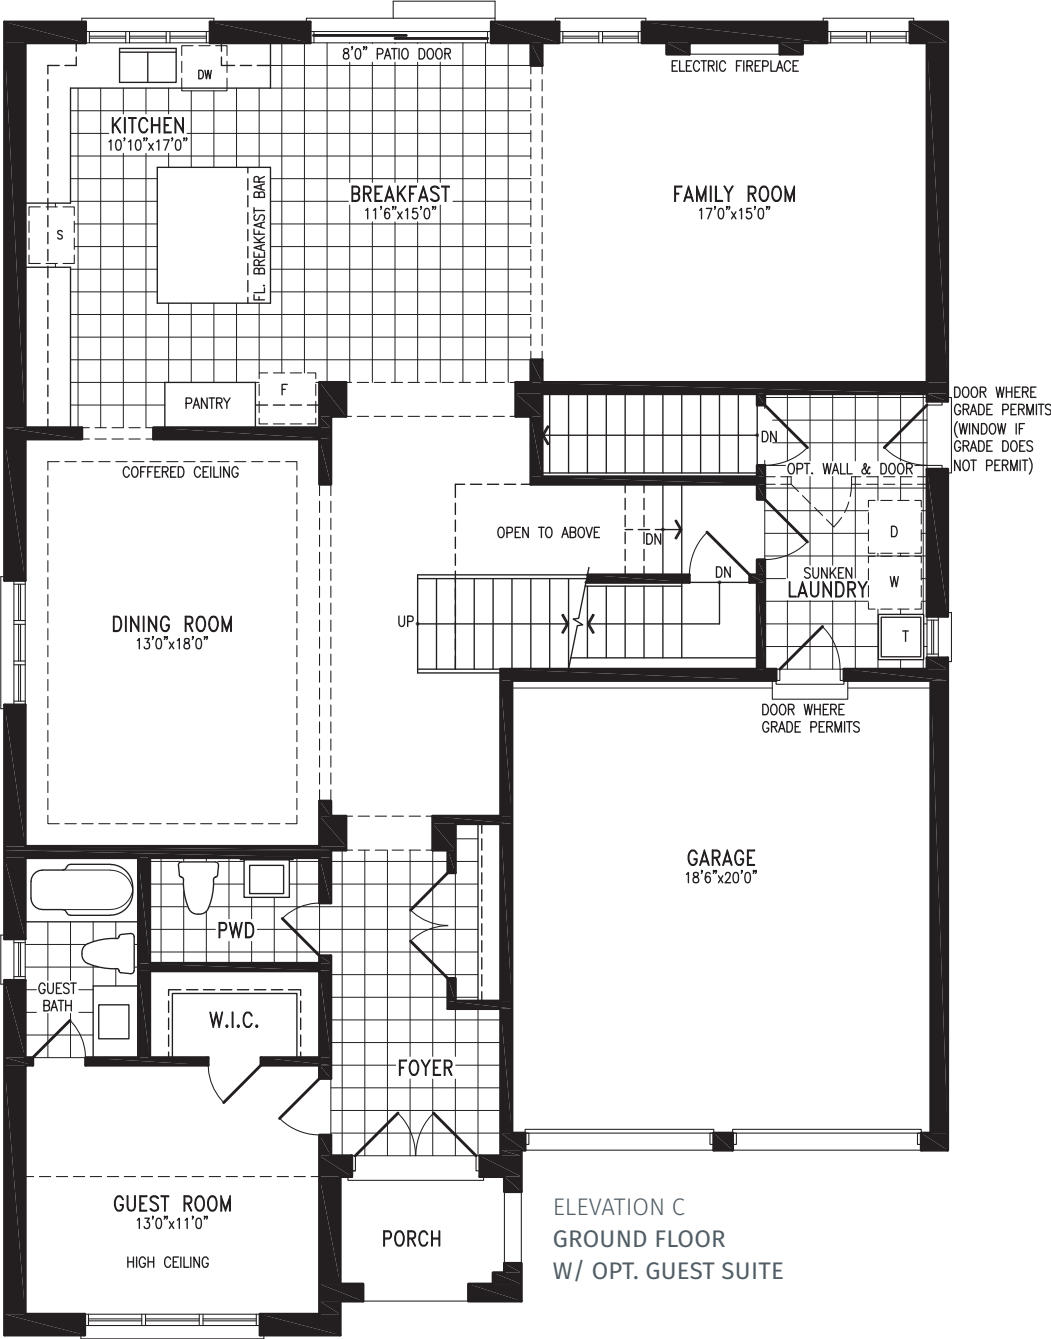 8'0" PATIO DOOR
ELECTRIC FIREPLACE
DW
KITCHEN
10'10"x17'0"
FL. BREAKFAST BAR
BREAKFAST
11'6"x15'0"
FAMILY ROOM
17'0"x15'0"
S
F
PANTRY
DOOR WHERE
GRADE PERMITS
(WINDOW IF
GRADE DOES
NOT PERMIT)
DN
OPT. WALL & DOOR
COFFERED CEILING
OPEN TO ABOVE
DN
D
DN
SUNKEN
LAUNDRY
W
UP
T
DINING ROOM
13'0"x18'0"
DOOR WHERE
GRADE PERMITS
GARAGE
18'6"x20'0"
PWD
GUEST
BATH
W.I.C.
FOYER
GUEST ROOM
13'0"x11'0"
HIGH CEILING
PORCH
ELEVATION C
GROUND FLOOR
W/ OPT. GUEST SUITE